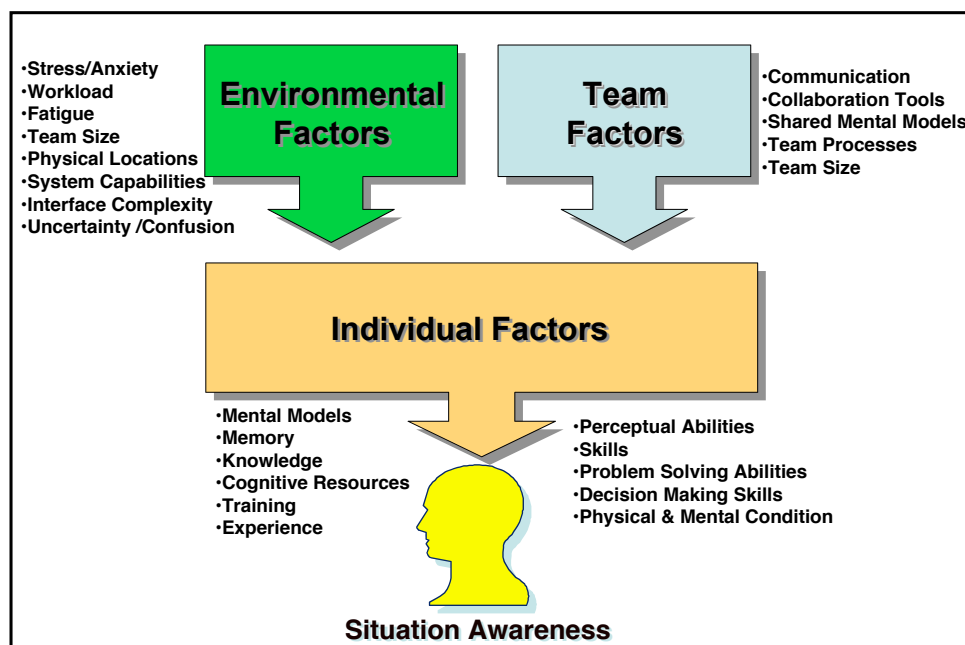 •Stress/Anxiety
•Workload
•Fatigue
•Team Size
•Physical Locations
•System Capabilities
•Interface Complexity
•Uncertainty /Confusion
Environmental
Factors
Team
Factors
•Communication
•Collaboration Tools
•Shared Mental Models
•Team Processes
•Team Size
Individual Factors
•Mental Models
•Memory
•Knowledge
•Cognitive Resources
•Training
•Experience
•Perceptual Abilities
•Skills
•Problem Solving Abilities
•Decision Making Skills
•Physical & Mental Condition
Situation Awareness